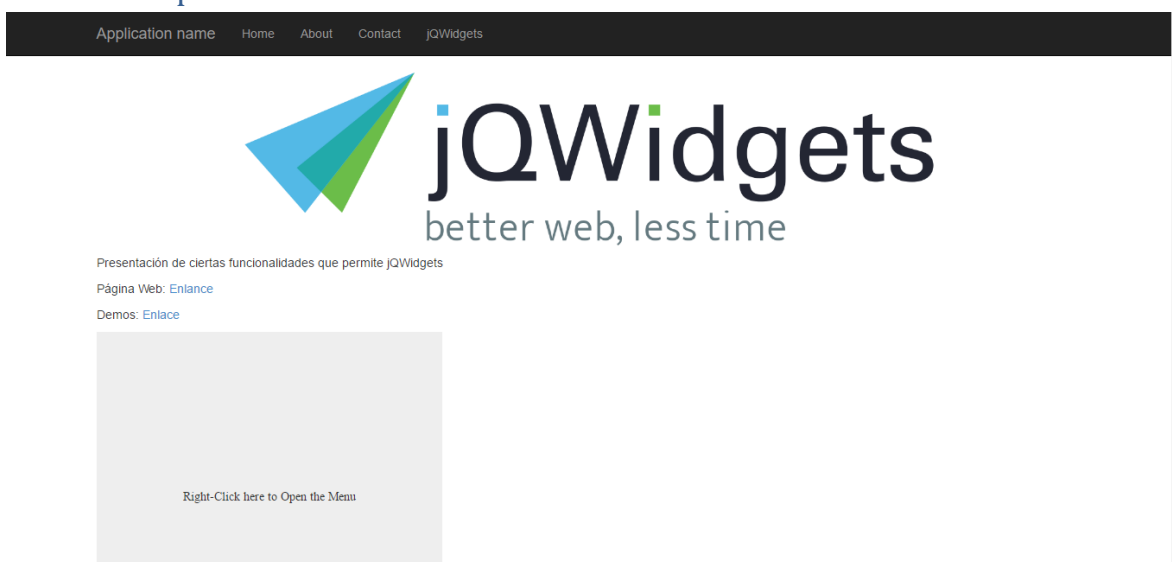 Application name Home About Contact jQWidgets
jQWidgets
better web, less time
Presentación de ciertas funcionalidades que permite jQWidgets
Página Web: Enlance
Demos: Enlace
Right-Click here to Open the Menu